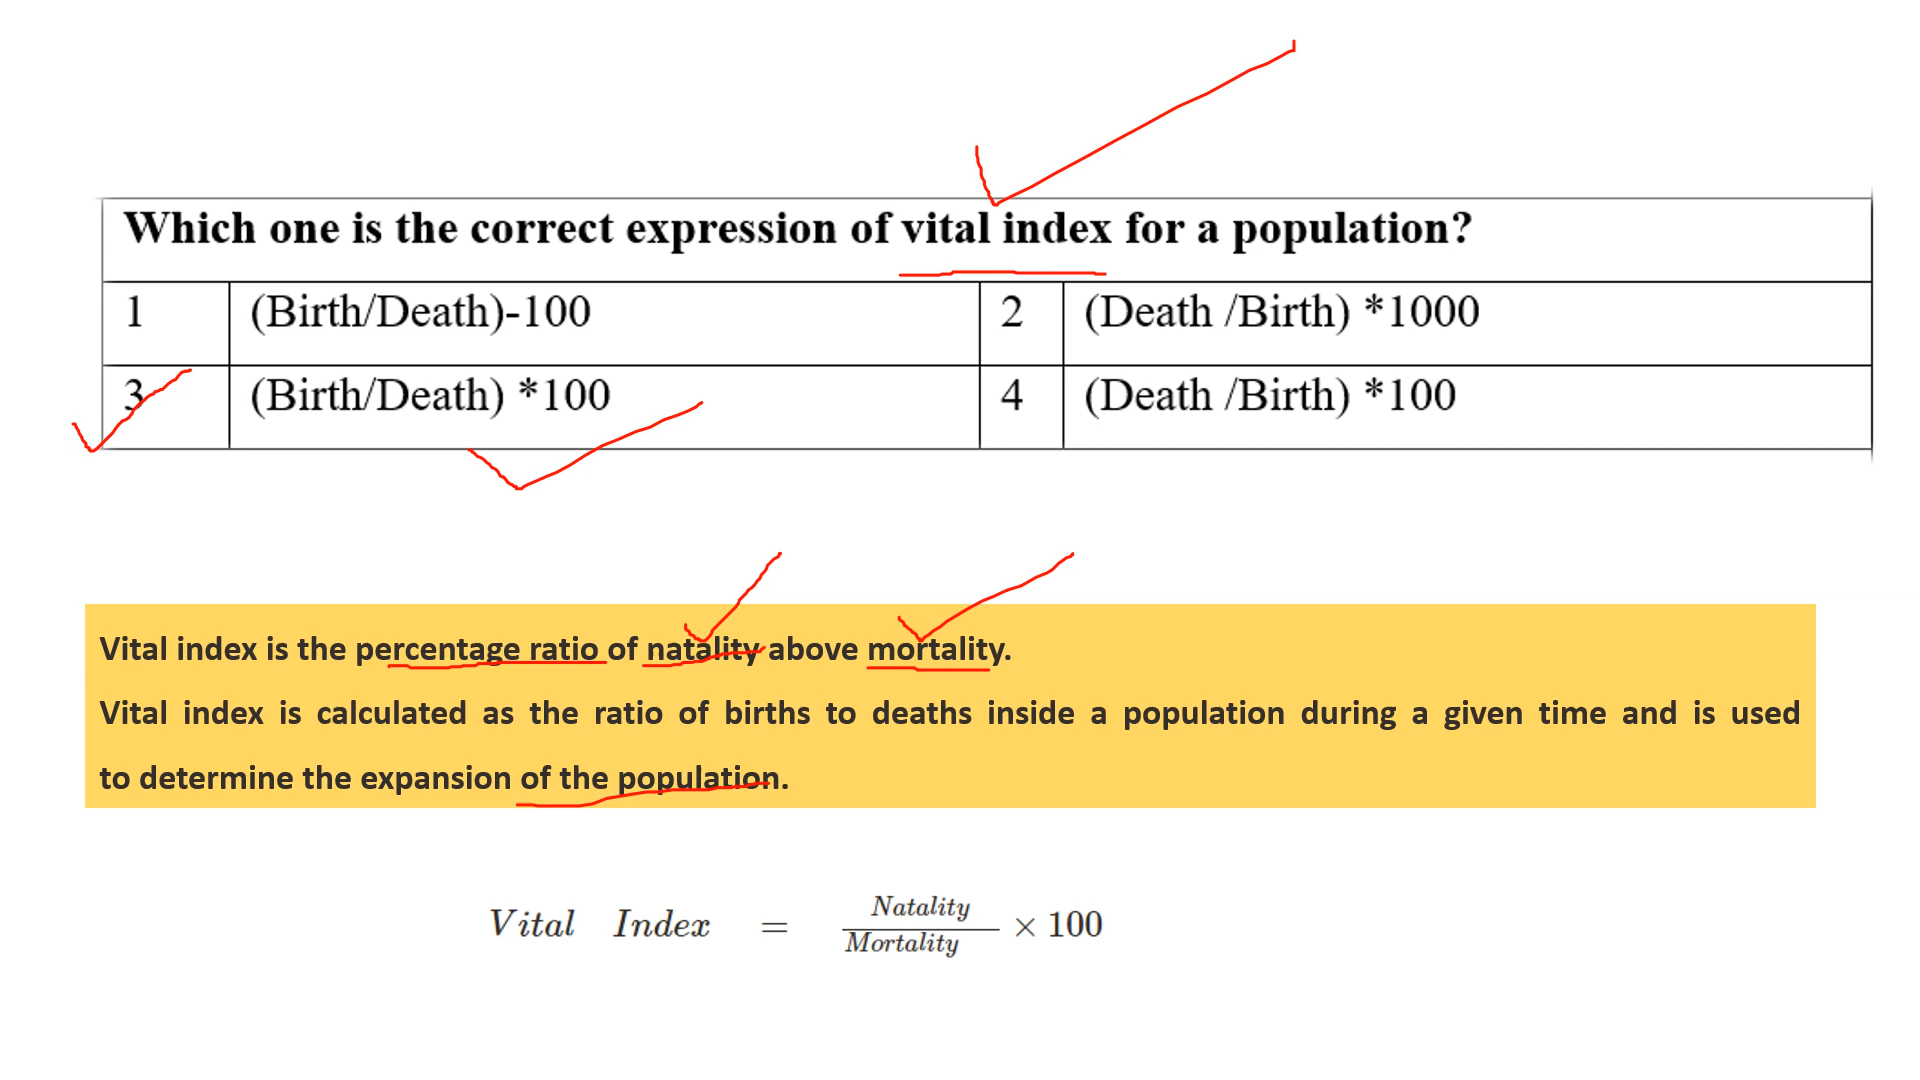 Which one is the correct expression of vital index for a population?
1 (Birth/Death)-100 2 (Death /Birth) *1000
3 (Birth/Death) *100 4 (Death /Birth) *100
Vital index is the percentage ratio of natality above mortality.
Vital index is calculated as the ratio of births to deaths inside a population during a given time and is used
to determine the expansion of the population.
Vital Index = Natality/Mortality × 100